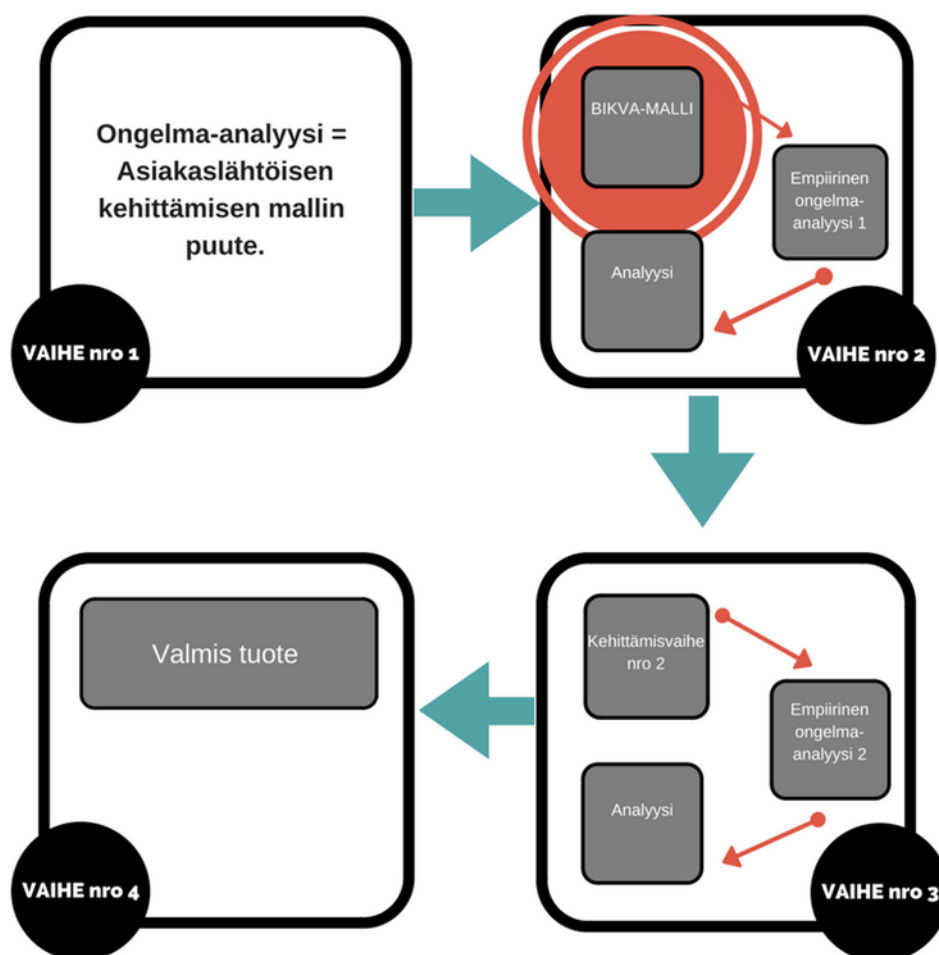 Ongelma-analyysi =
Asiakaslähtöisen
kehittämisen mallin
puute.
VAIHE nro 1
BIKVA-MALLI
Empiirinen
ongelma-
analyysi 1
Analyysi
VAIHE nro 2
Kehittämisvaihe
nro 2
Empiirinen
ongelma-
analyysi 2
Analyysi
VAIHE nro 3
Valmis tuote
VAIHE nro 4